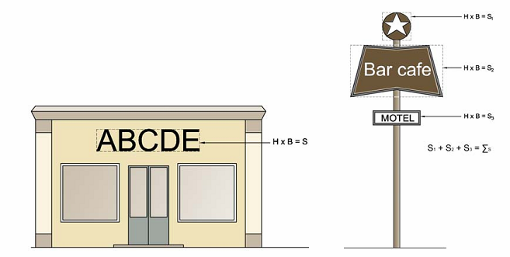 ABCDE
H x B = S
H x B = S₁
Bar cafe
H x B = S₂
MOTEL
H x B = S₃
S₁ + S₂ + S₃ = ∑s